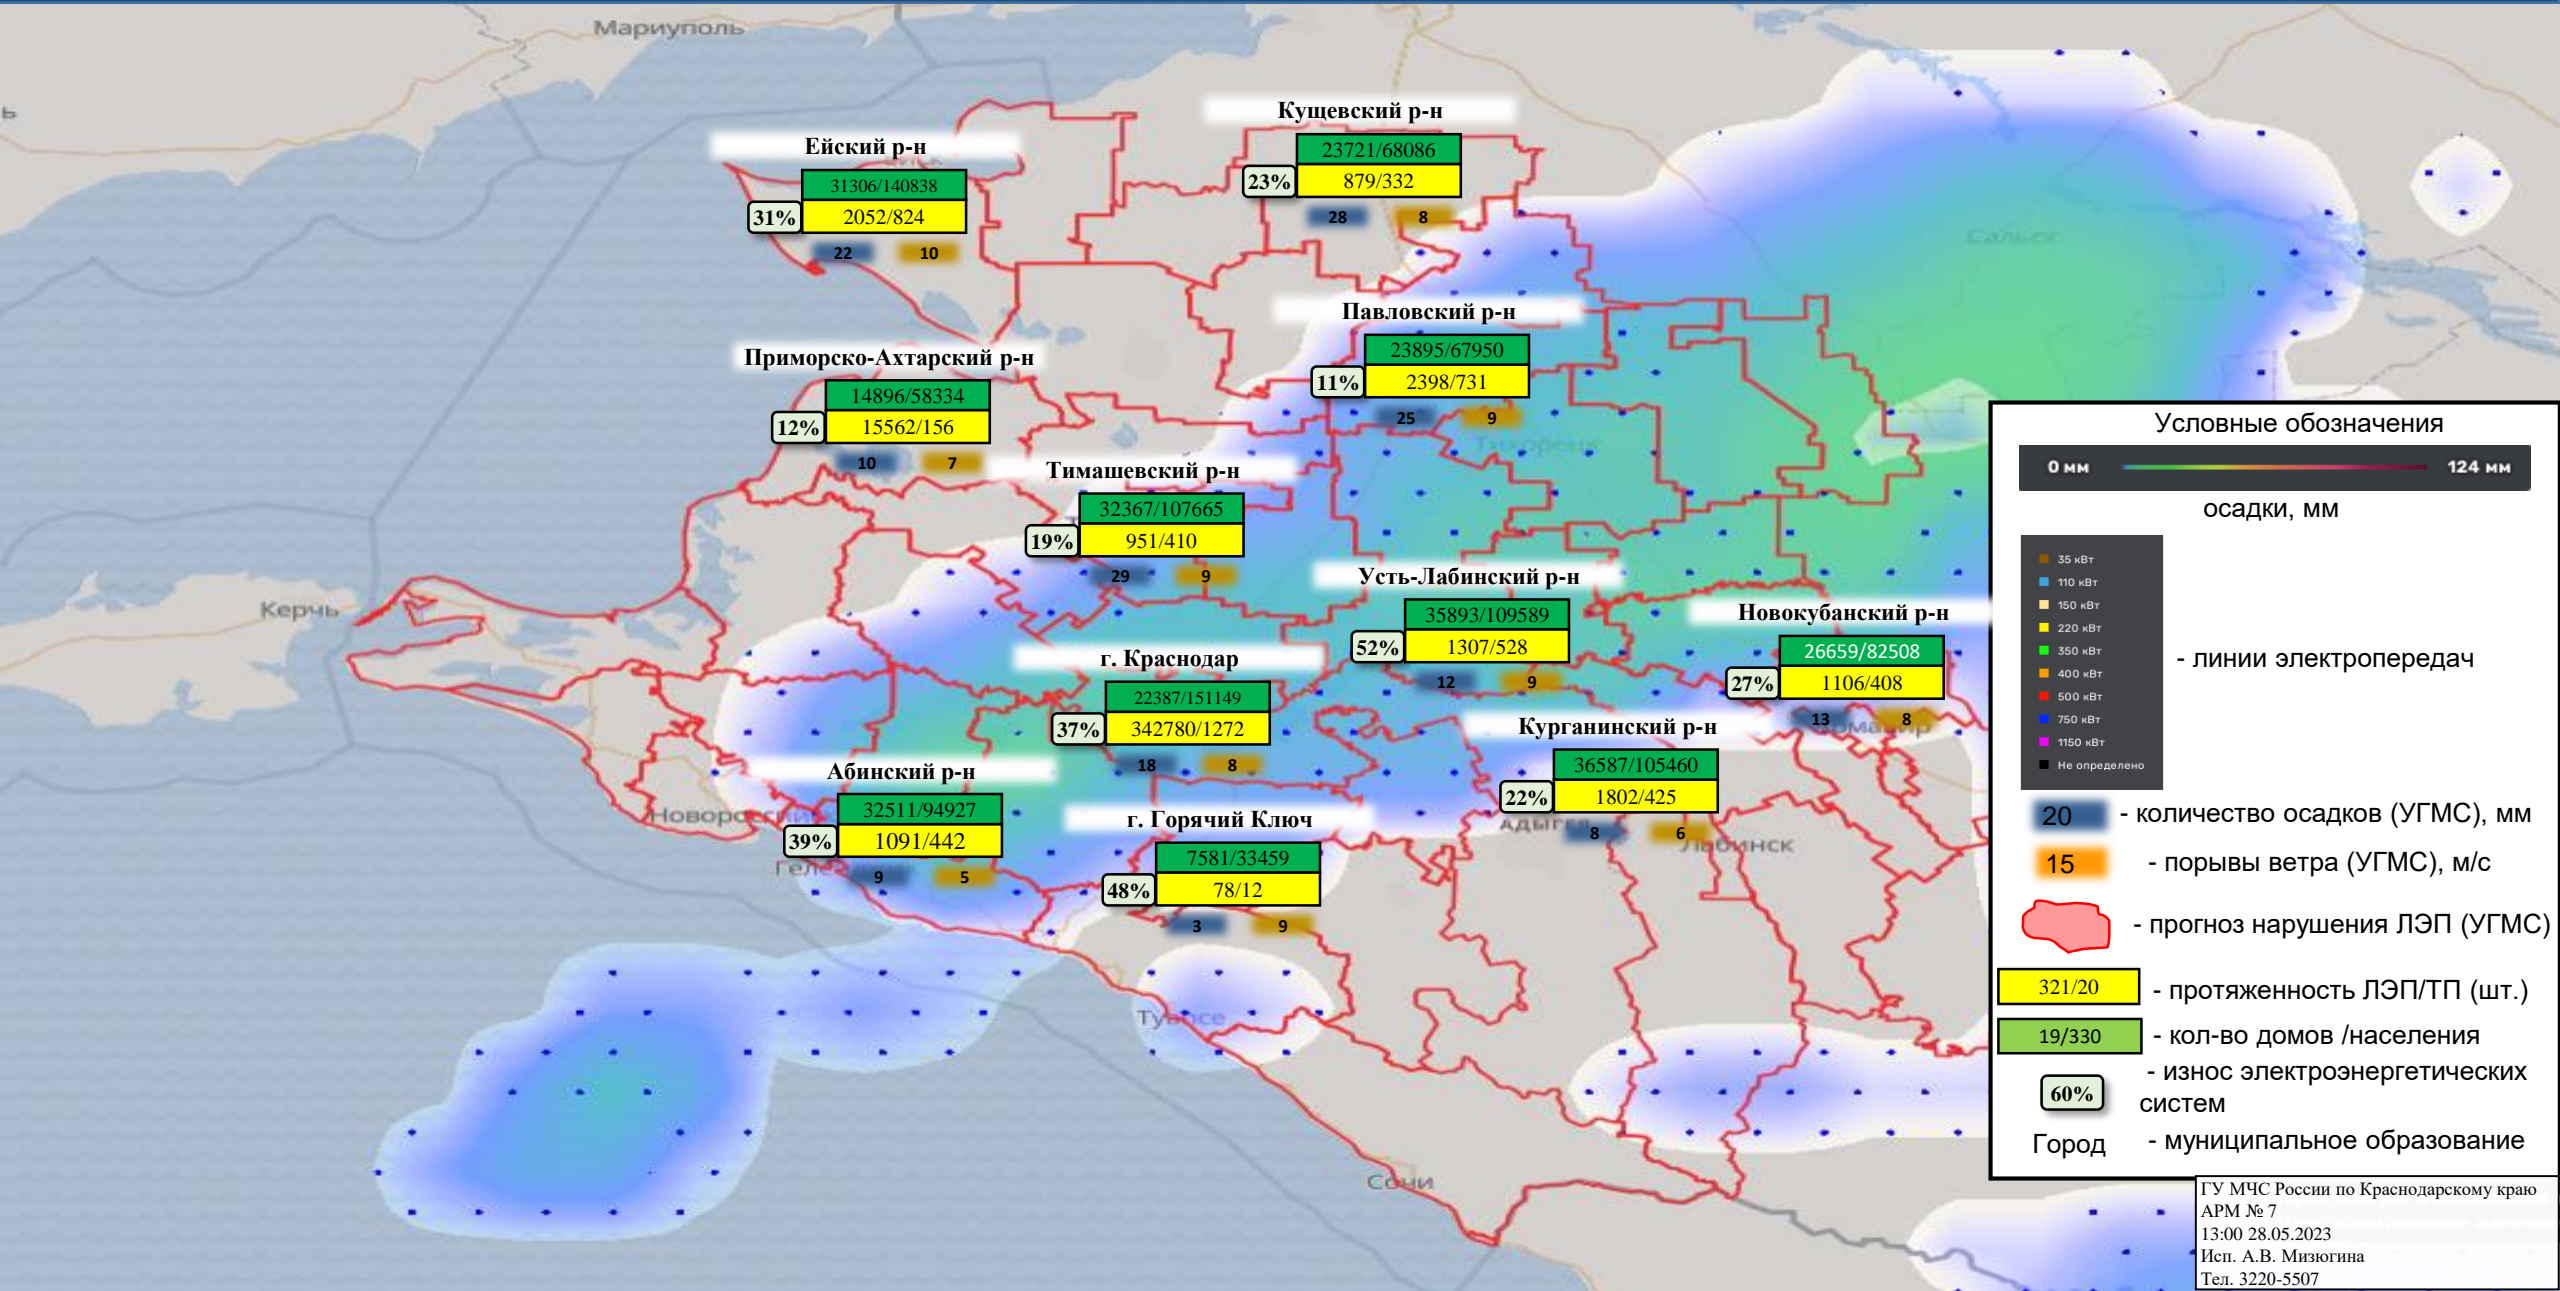 Мариуполь
Кущевский р-н
23721/68086
23%
879/332
28
8
Ейский р-н
31306/140838
31%
2052/824
22
10
Сальск
Павловский р-н
23895/67950
11%
2398/731
25
9
Тихорецк
Приморско-Ахтарский р-н
14896/58334
12%
15562/156
10
7
Тимашевский р-н
32367/107665
19%
951/410
29
9
Усть-Лабинский р-н
35893/109589
52%
1307/528
12
9
Керчь
Новокубанский р-н
26659/82508
27%
1106/408
13
8
г. Краснодар
22387/151149
37%
342780/1272
18
8
Курганинский р-н
36587/105460
22%
1802/425
8
6
Лабинск
Абинский р-н
32511/94927
39%
1091/442
9
5
г. Горячий Ключ
7581/33459
48%
78/12
3
9
Туапсе
Сочи
Условные обозначения
0 мм 124 мм
осадки, мм
35 кВт
110 кВт
150 кВт
220 кВт
350 кВт
400 кВт
500 кВт
750 кВт
1150 кВт
Не определено
- линии электропередач
20 - количество осадков (УГМС), мм
15 - порывы ветра (УГМС), м/с
- прогноз нарушения ЛЭП (УГМС)
321/20 - протяженность ЛЭП/ТП (шт.)
19/330 - кол-во домов /населения
60% - износ электроэнергетических
систем
Город - муниципальное образование
ГУ МЧС России по Краснодарскому краю
АРМ № 7
13:00 28.05.2023
Исп. А.В. Мизюгина
Тел. 3220-5507